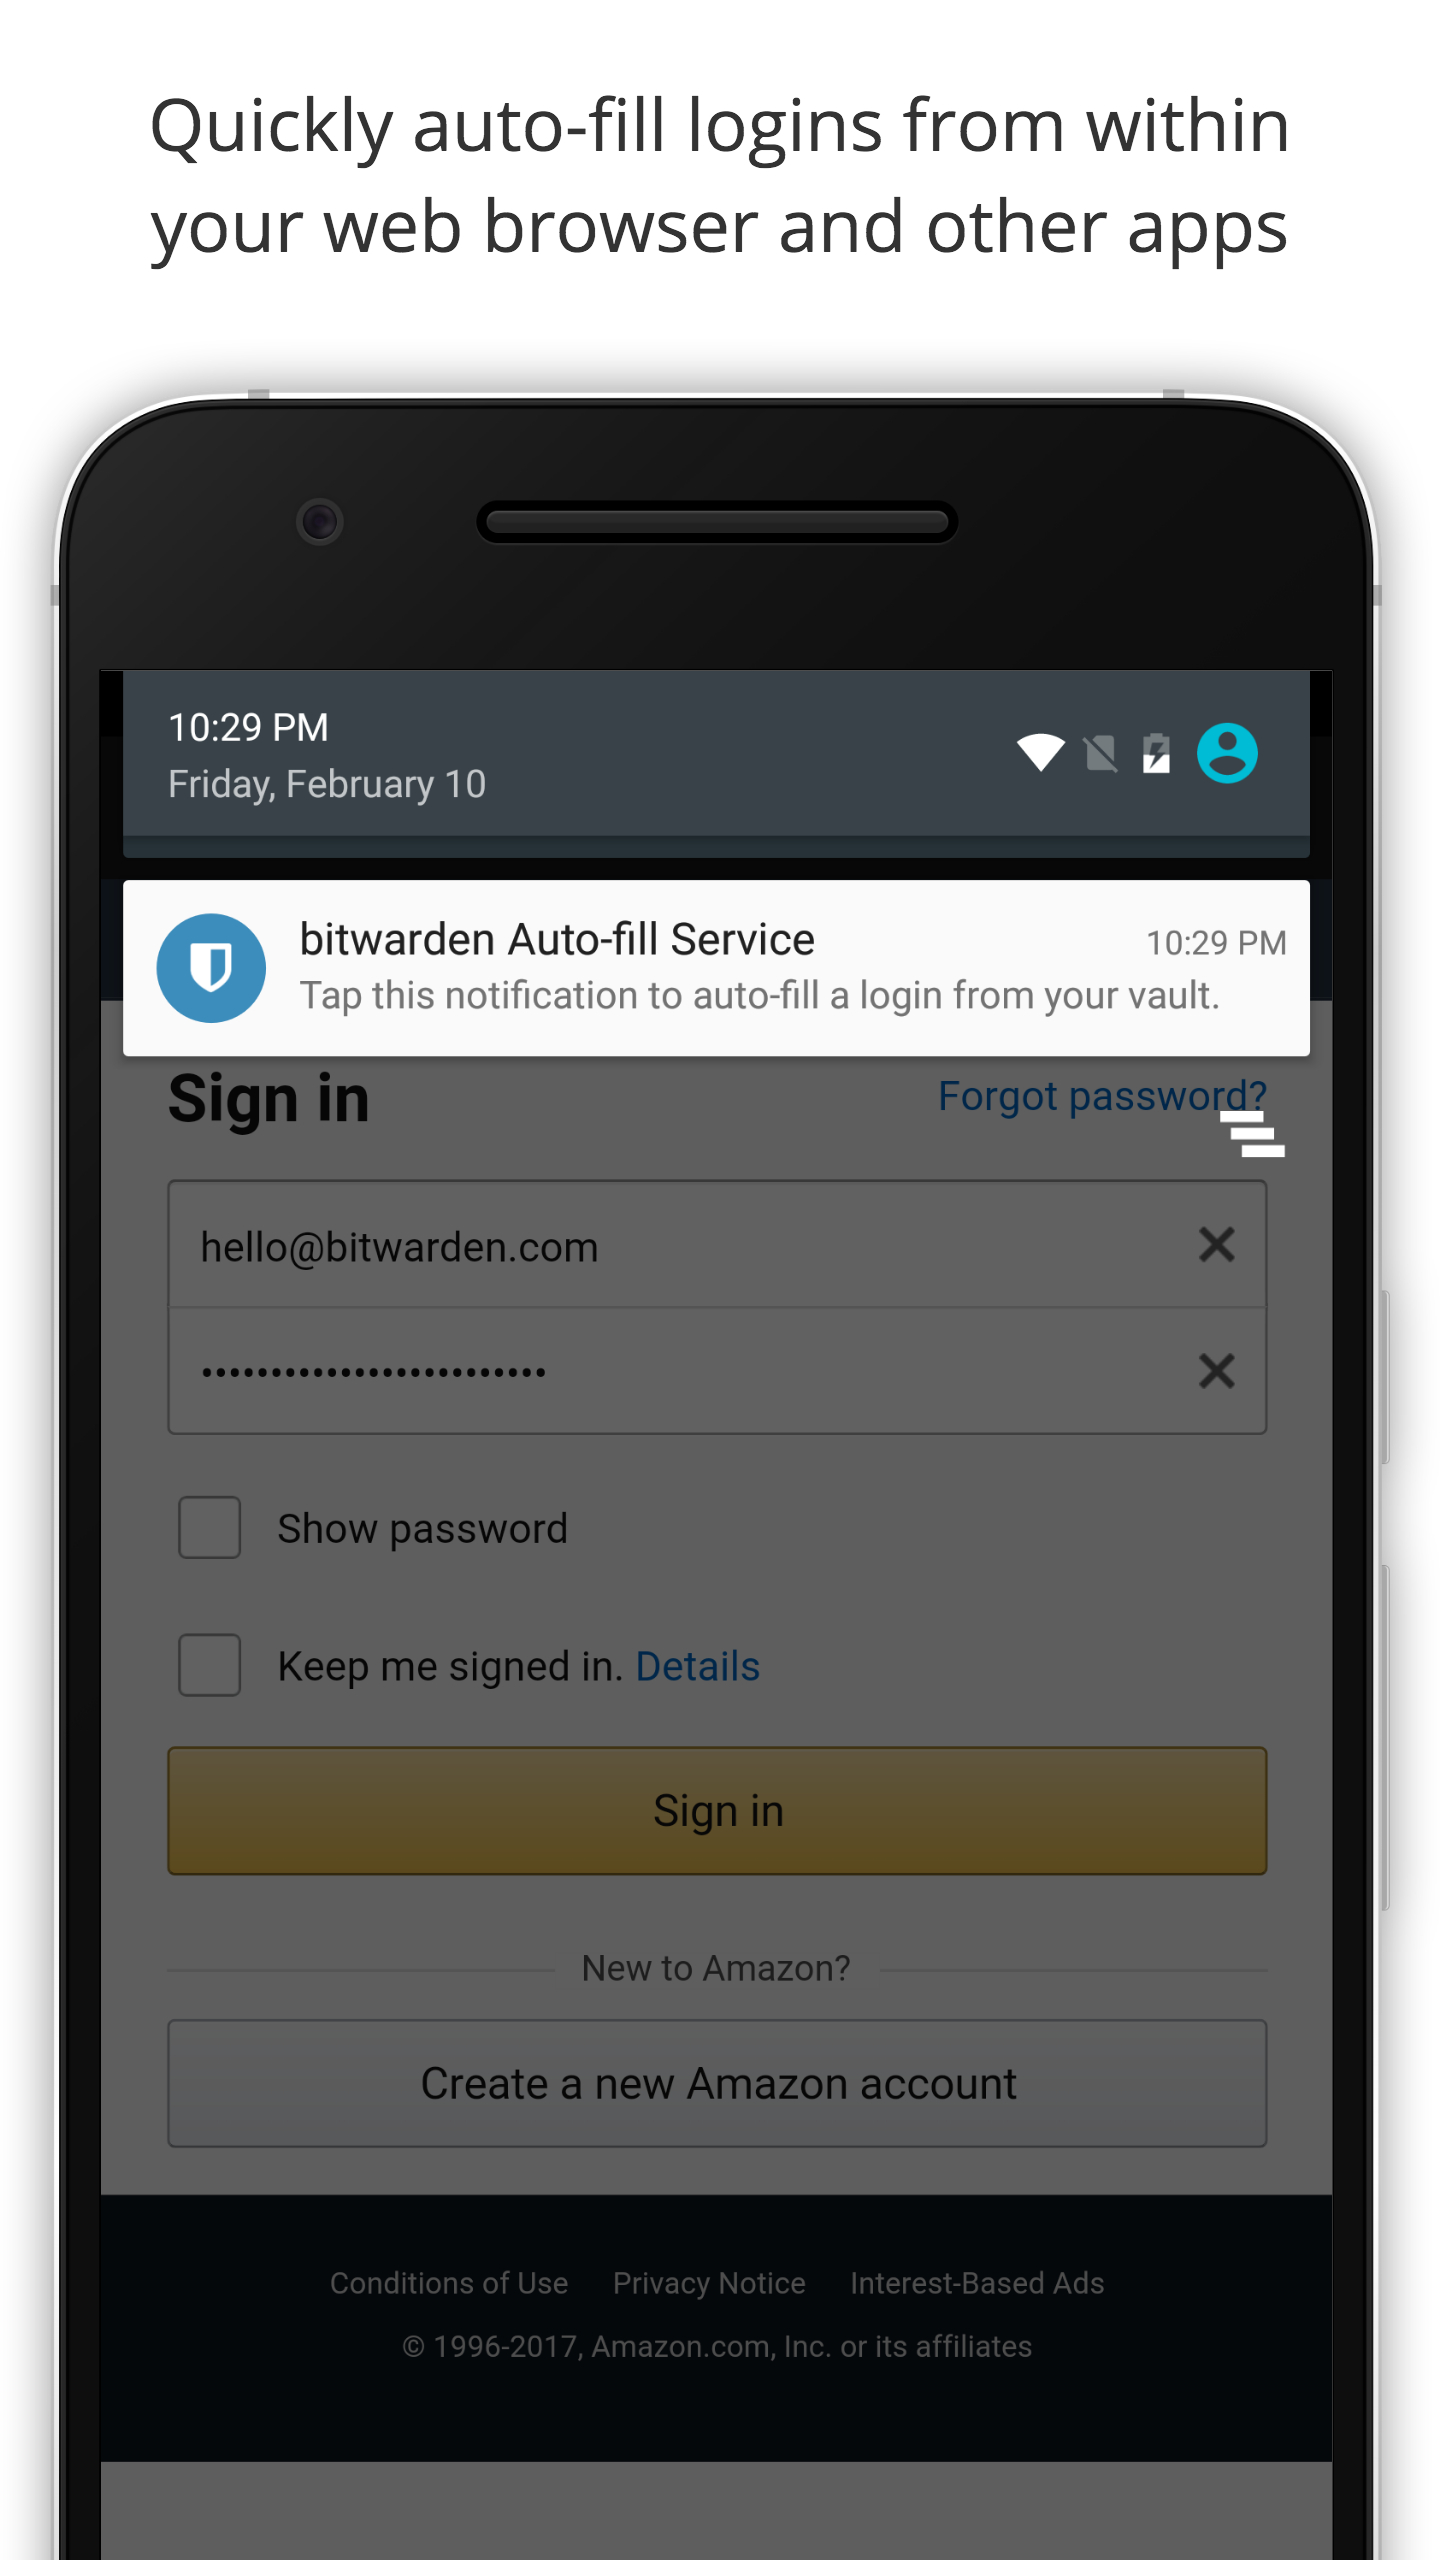 Quickly auto-fill logins from within
your web browser and other apps
10:29 PM
Friday, February 10
bitwarden Auto-fill Service 10:29 PM
Tap this notification to auto-fill a login from your vault.
Sign in Forgot password?
hello@bitwarden.com
•••••••••••••••••••••••••
Show password
Keep me signed in. Details
Sign in
New to Amazon?
Create a new Amazon account
Conditions of Use Privacy Notice Interest-Based Ads
© 1996-2017, Amazon.com, Inc. or its affiliates